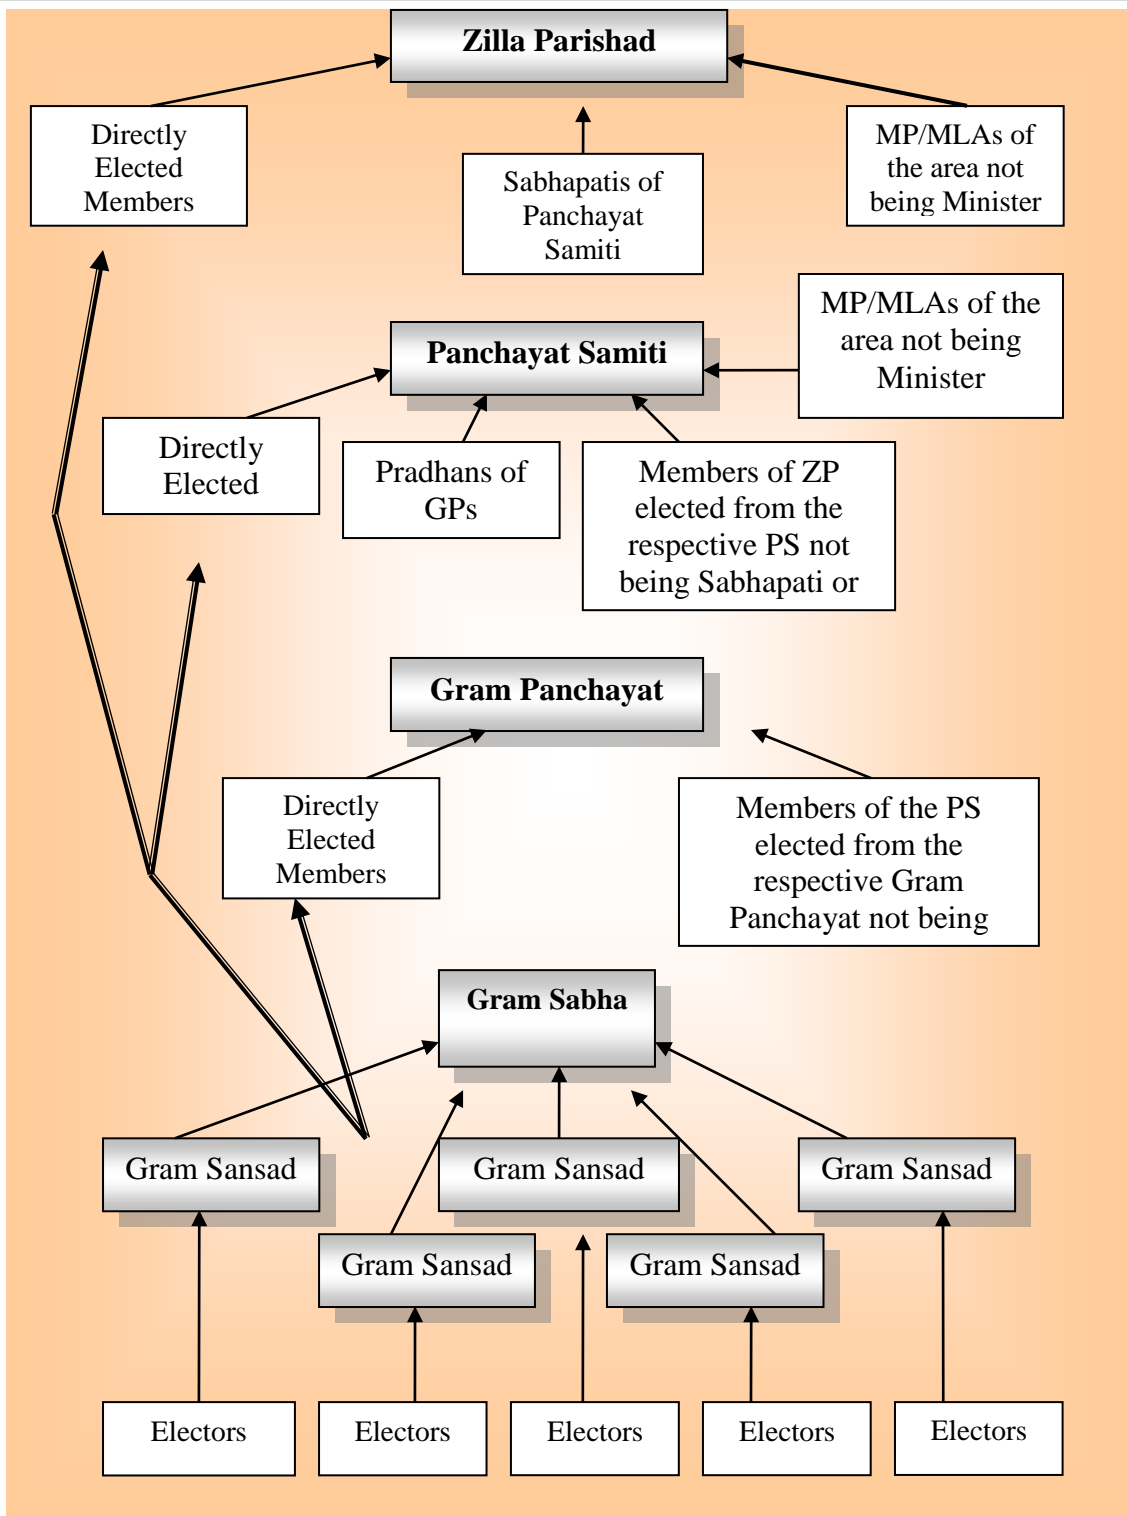 Zilla Parishad
Directly
Elected
Members
Sabhapatis of
Panchayat
Samiti
MP/MLAs of
the area not
being Minister
MP/MLAs of the
area not being
Minister
Panchayat Samiti
Directly
Elected
Pradhans of
GPs
Members of ZP
elected from the
respective PS not
being Sabhapati or
Gram Panchayat
Directly
Elected
Members
Members of the PS
elected from the
respective Gram
Panchayat not being
Gram Sabha
Gram Sansad
Gram Sansad
Gram Sansad
Gram Sansad
Gram Sansad
Electors
Electors
Electors
Electors
Electors